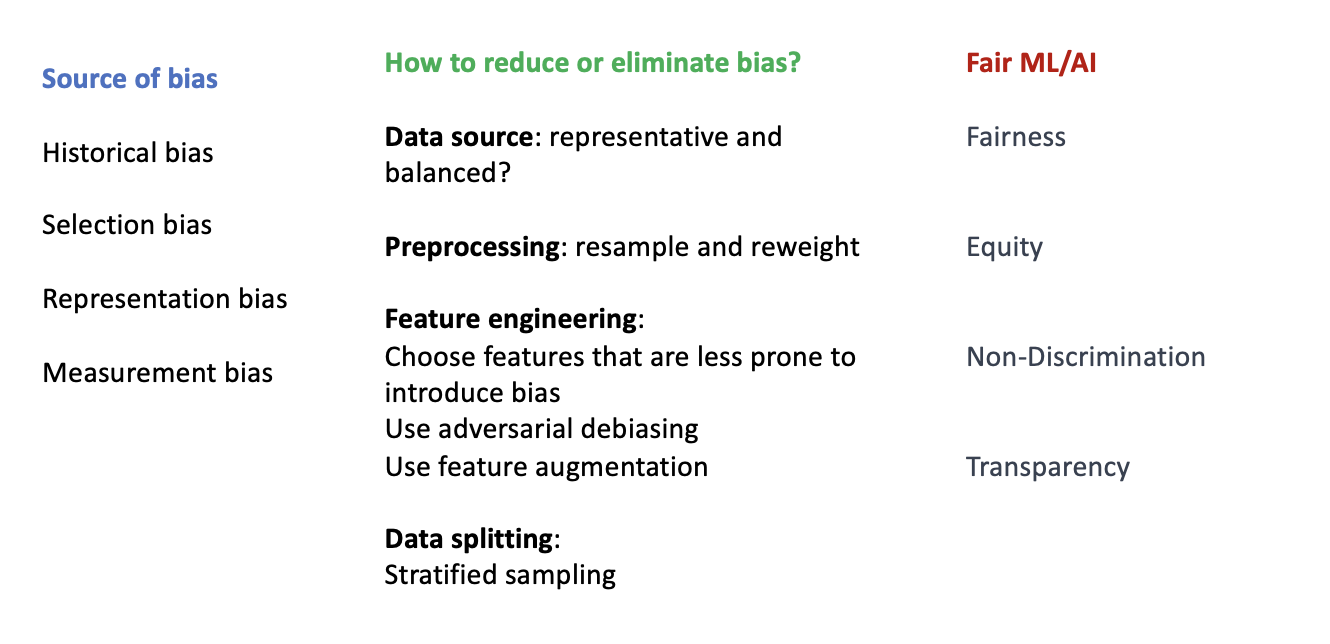 Source of bias
Historical bias
Selection bias
Representation bias
Measurement bias
How to reduce or eliminate bias?
Data source: representative and
balanced?
Preprocessing: resample and reweight
Feature engineering:
Choose features that are less prone to
introduce bias
Use adversarial debiasing
Use feature augmentation
Data splitting:
Stratified sampling
Fair ML/AI
Fairness
Equity
Non-Discrimination
Transparency